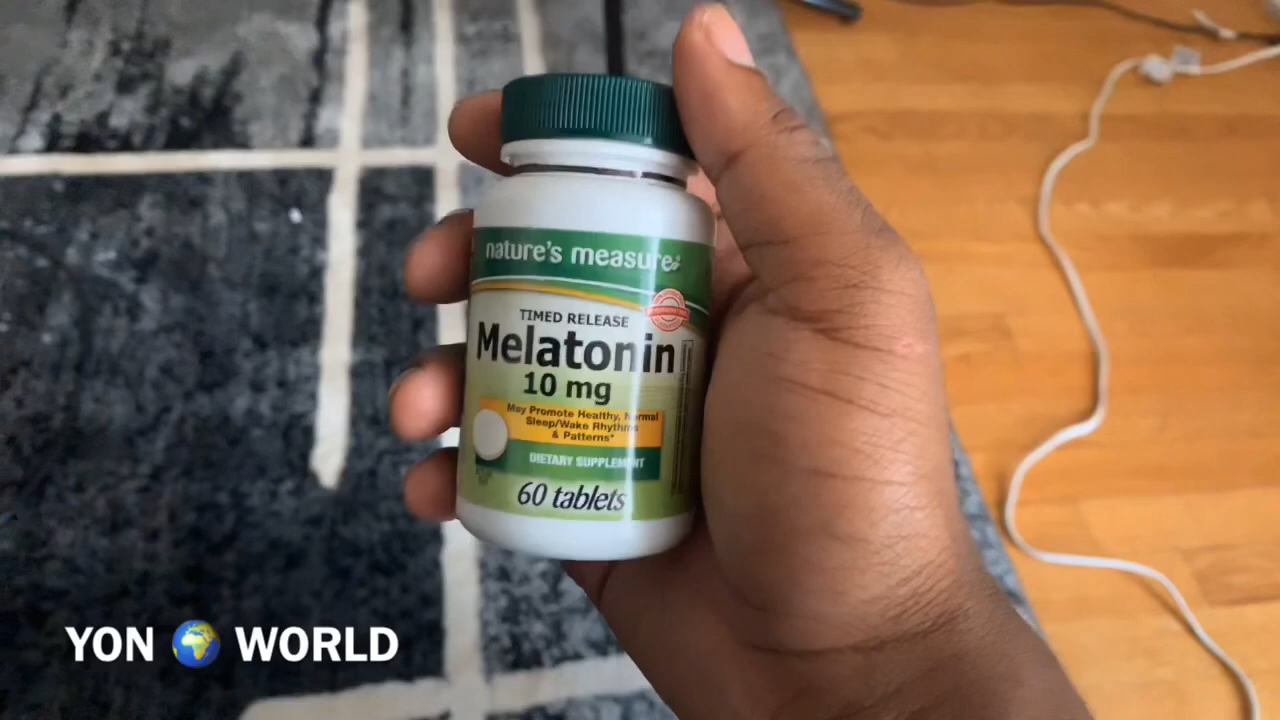 nature's measure
TIMED RELEASE
Melatonin
10 mg
May Promote Healthy, Normal
Sleep/Wake Rhythms
& Patterns*
DIETARY SUPPLEMENT
60 tablets
YON 🌍 WORLD